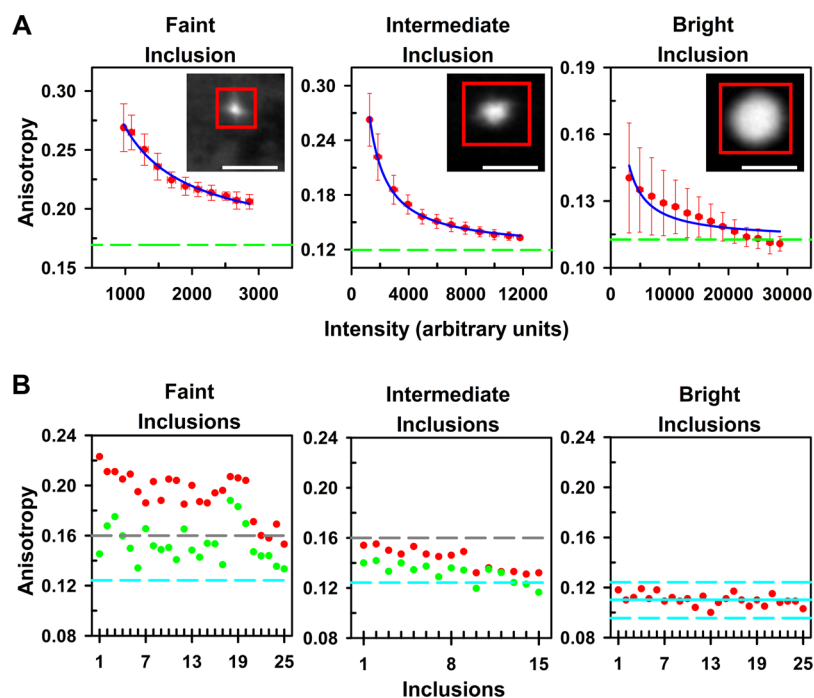 A
Faint
Inclusion
Intermediate
Inclusion
Bright
Inclusion
Anisotropy
0.30
0.25
0.20
0.15
1000 2000 3000
0.30
0.24
0.18
0.12
0 4000 8000 12000
0.19
0.16
0.13
0.10
0 10000 20000 30000
Intensity (arbitrary units)
B
Faint
Inclusions
Intermediate
Inclusions
Bright
Inclusions
Anisotropy
0.24
0.20
0.16
0.12
0.08
1 7 13 19 25
0.24
0.20
0.16
0.12
0.08
1 8 15
0.24
0.20
0.16
0.12
0.08
1 7 13 19 25
Inclusions